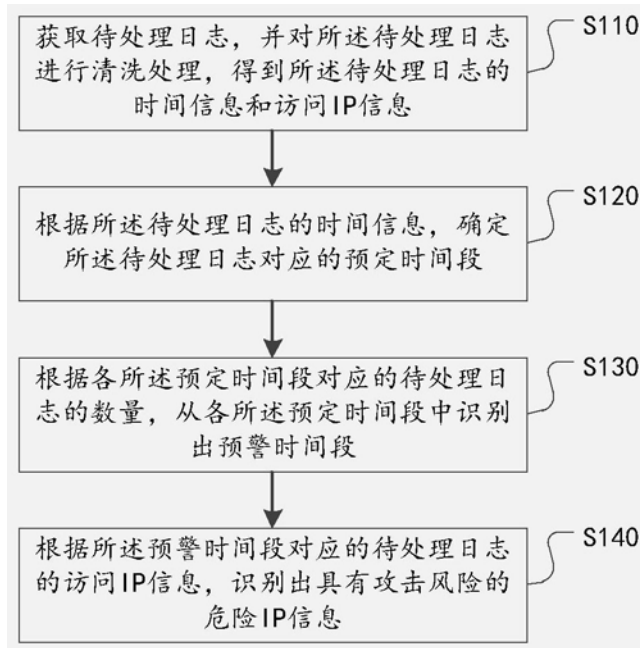 获取待处理日志，并对所述待处理日志
进行清洗处理，得到所述待处理日志的
时间信息和访问IP信息
S110
根据所述待处理日志的时间信息，确定
所述待处理日志对应的预定时间段
S120
根据各所述预定时间段对应的待处理日
志的数量，从各所述预定时间段中识别
出预警时间段
S130
根据所述预警时间段对应的待处理日志
的访问IP信息，识别出具有攻击风险的
危险IP信息
S140